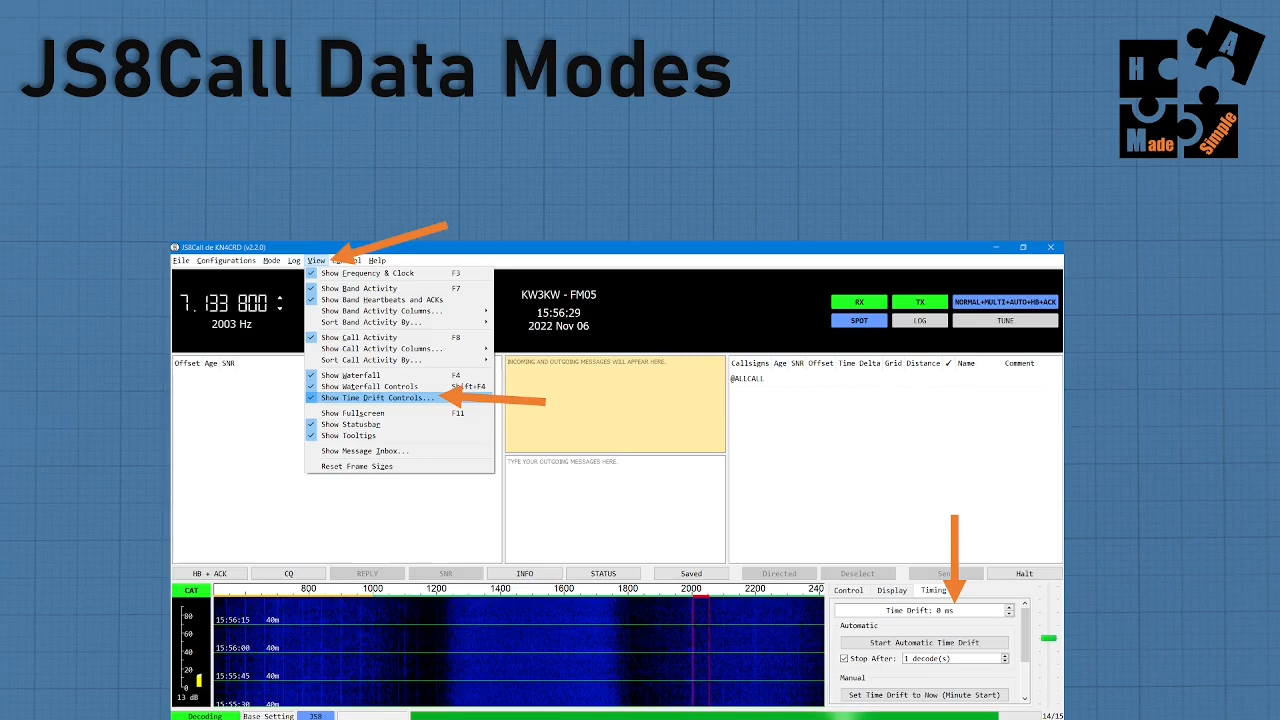 JS8Call Data Modes
H
A
Made
Simple
JS8Call de KN4CRD (v2.2.0)
File Configurations Mode Log View Help
Show Frequency & Clock F3
Show Band Activity F7
Show Band Heartbeats and ACKs
Show Band Activity Columns...
Sort Band Activity By...
Show Call Activity F8
Show Call Activity Columns...
Sort Call Activity By...
Show Waterfall F4
Show Waterfall Controls Shift+F4
Show Time Drift Controls...
Show Fullscreen F11
Show Statusbar
Show Tooltips
Show Message Inbox...
Reset Frame Sizes
7.133 800
2003 Hz
KW3KW - FM05
15:56:29
2022 Nov 06
RX TX NORMAL+MULTI+AUTO+HB+ACK
SPOT LOG TUNE
Offset Age SNR
INCOMING AND OUTGOING MESSAGES WILL APPEAR HERE.
TYPE YOUR OUTGOING MESSAGES HERE.
Callsigns Age SNR Offset Time Delta Grid Distance ✓ Name Comment
@ALLCALL
HB + ACK CQ REPLY SNR INFO STATUS Saved Directed Deselect Halt
CAT
800 1000 1200 1400 1600 1800 2000 2200
80
60
40
20
0
13 dB
15:56:15 40m
15:56:00 40m
15:55:45 40m
15:55:30 40m
Control Display Timing
Time Drift: 0 ms
Automatic
Start Automatic Time Drift
Stop After: 1 decode(s)
Manual
Set Time Drift to Now (Minute Start)
Decoding Base Setting JS8 14/15